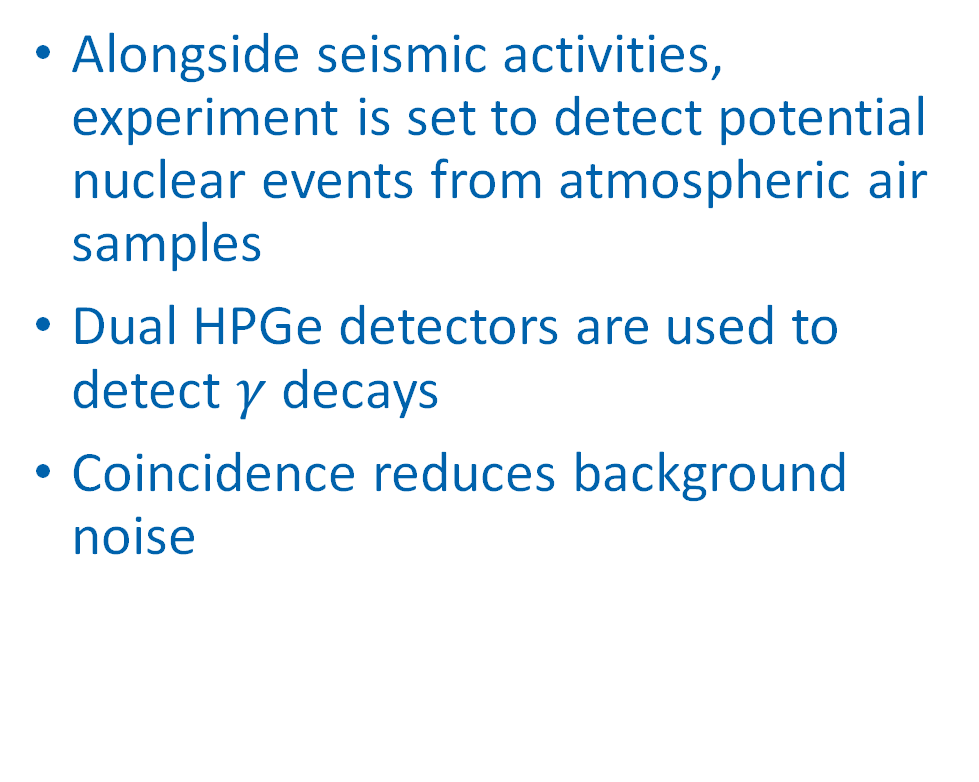 • Alongside seismic activities,
experiment is set to detect potential
nuclear events from atmospheric air
samples
• Dual HPGe detectors are used to
detect γ decays
• Coincidence reduces background
noise